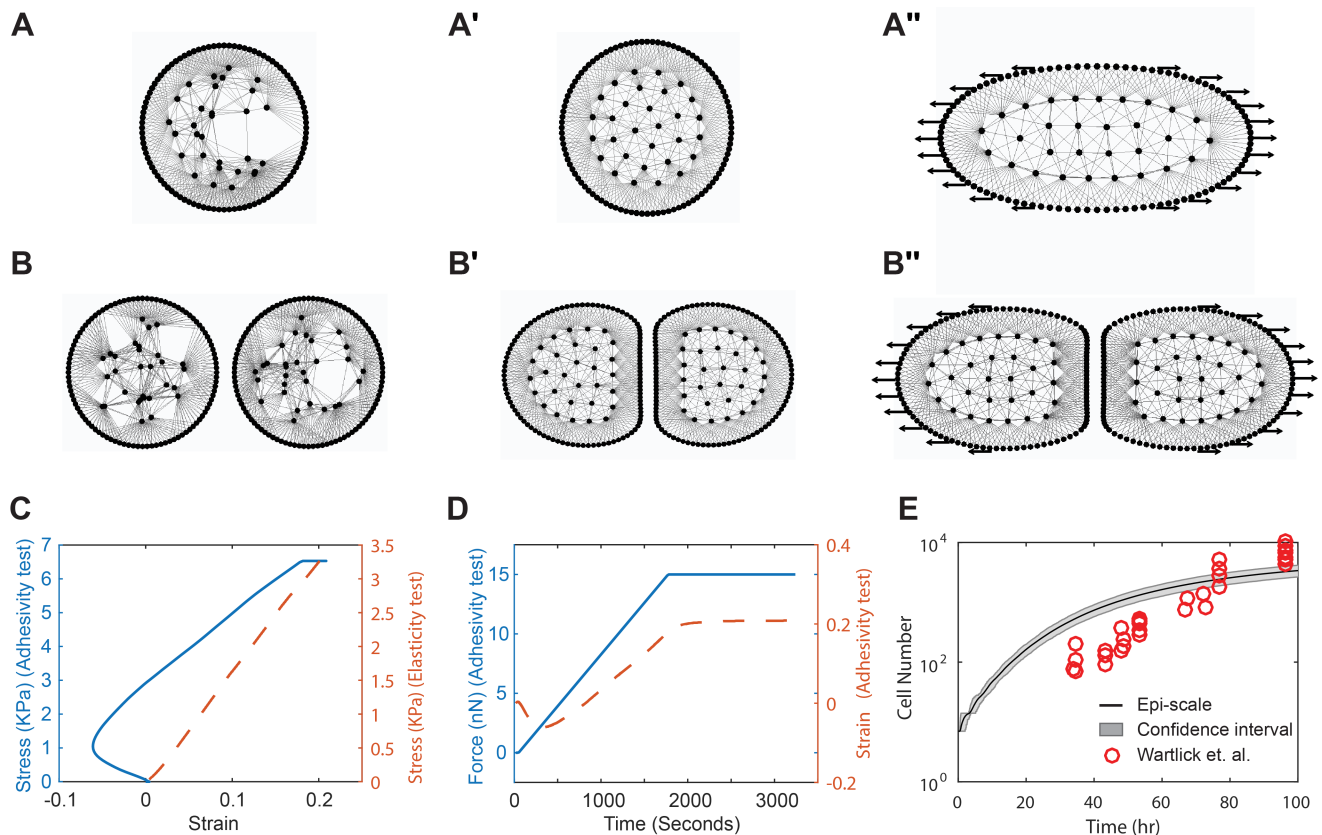 A
A'
A"
B
B'
B"
C
Stress (KPa) (Adhesivity test)
7
6
5
4
3
2
1
0
3.5
3
2.5
2
1.5
1
0.5
0
Stress (KPa) (Elasticity test)
-0.1
0
0.1
0.2
Strain
D
Force (nN) (Adhesivity test)
15
10
5
0
0.4
0.2
0
-0.2
Strain (Adhesivity test)
0
1000
2000
3000
Time (Seconds)
E
Cell Number
10^4
10^2
10^0
Epi-scale
Confidence interval
Wartlick et. al.
0
20
40
60
80
100
Time (hr)